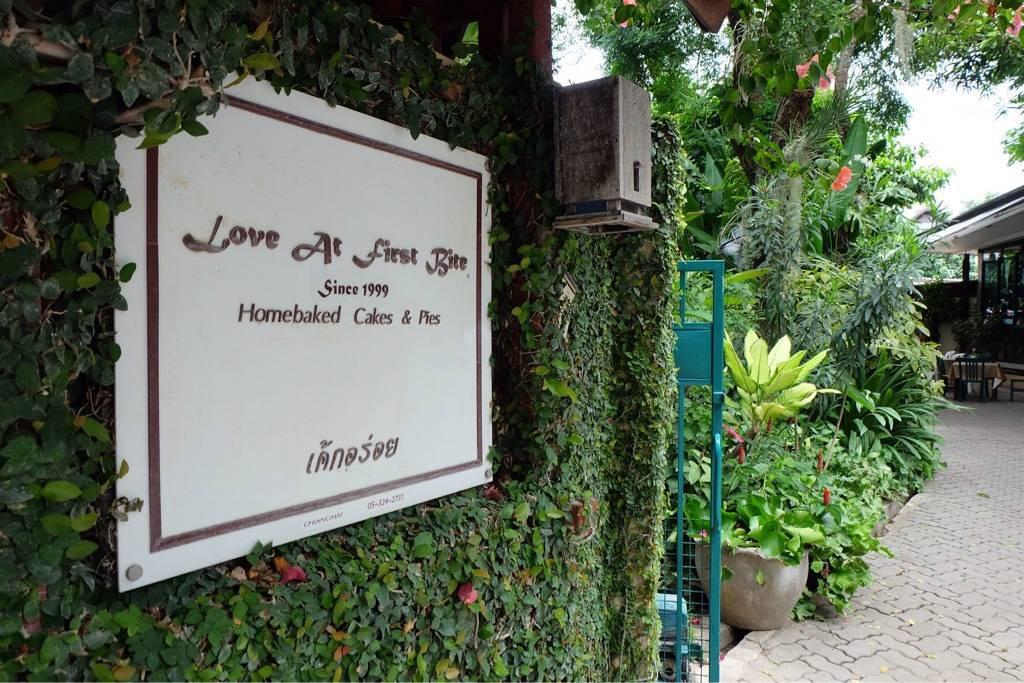 Love At First Bite
Since 1999
Homebaked Cakes & Pies
เค้กอร่อย
CHIANGMAI 05-324-2731